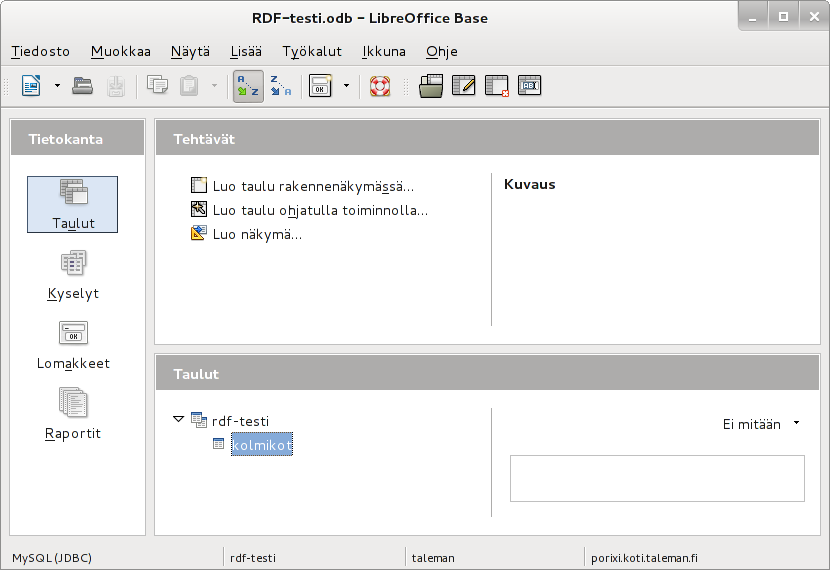 RDF-testi.odb - LibreOffice Base
Tiedosto Muokkaa Näytä Lisää Työkalut Ikkuna Ohje
Tietokanta
Taulut
Kyselyt
Lomakkeet
Raportit
Tehtävät
Luo taulu rakennenäkymässä...
Luo taulu ohjatulla toiminnolla...
Luo näkymä...
Kuvaus
Taulut
rdf-testi
kolmikot
Ei mitään
MySQL (JDBC) rdf-testi taleman porixi.koti.taleman.fi